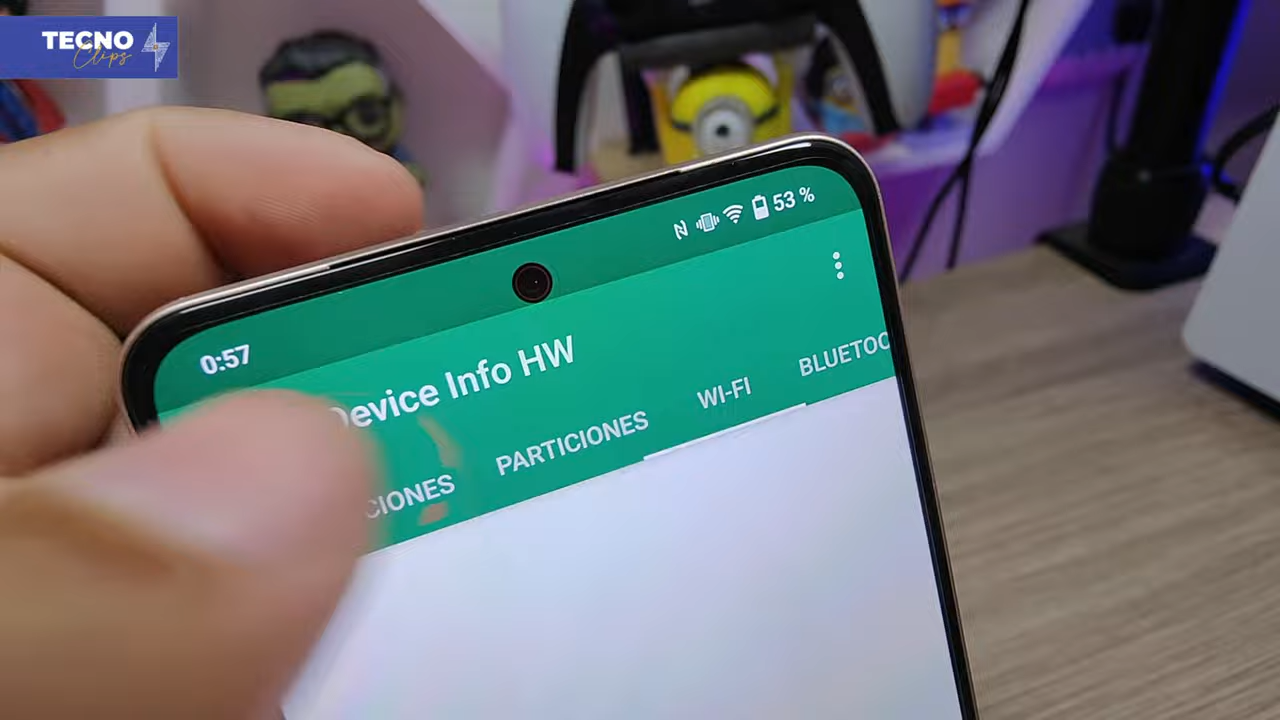 TECNO
Clips
53 %
0:57
Device Info HW
CIONES
PARTICIONES
WI-FI
BLUETOO